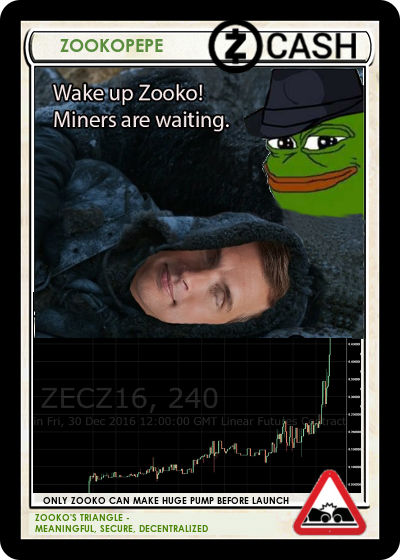 ZOOKOPEPE
ZCASH
Wake up Zooko!
Miners are waiting.
ZECZ16, 240
in Fri, 30 Dec 2016 12:00:00 GMT Linear Futures Contract
ONLY ZOOKO CAN MAKE HUGE PUMP BEFORE LAUNCH
ZOOKO'S TRIANGLE -
MEANINGFUL, SECURE, DECENTRALIZED